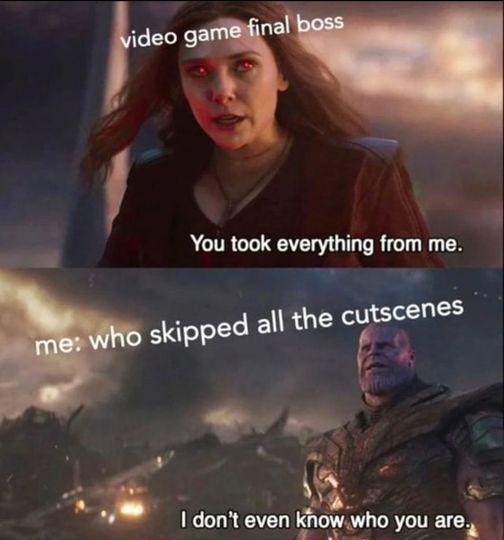 video game final boss
You took everything from me.
me: who skipped all the cutscenes
I don't even know who you are.